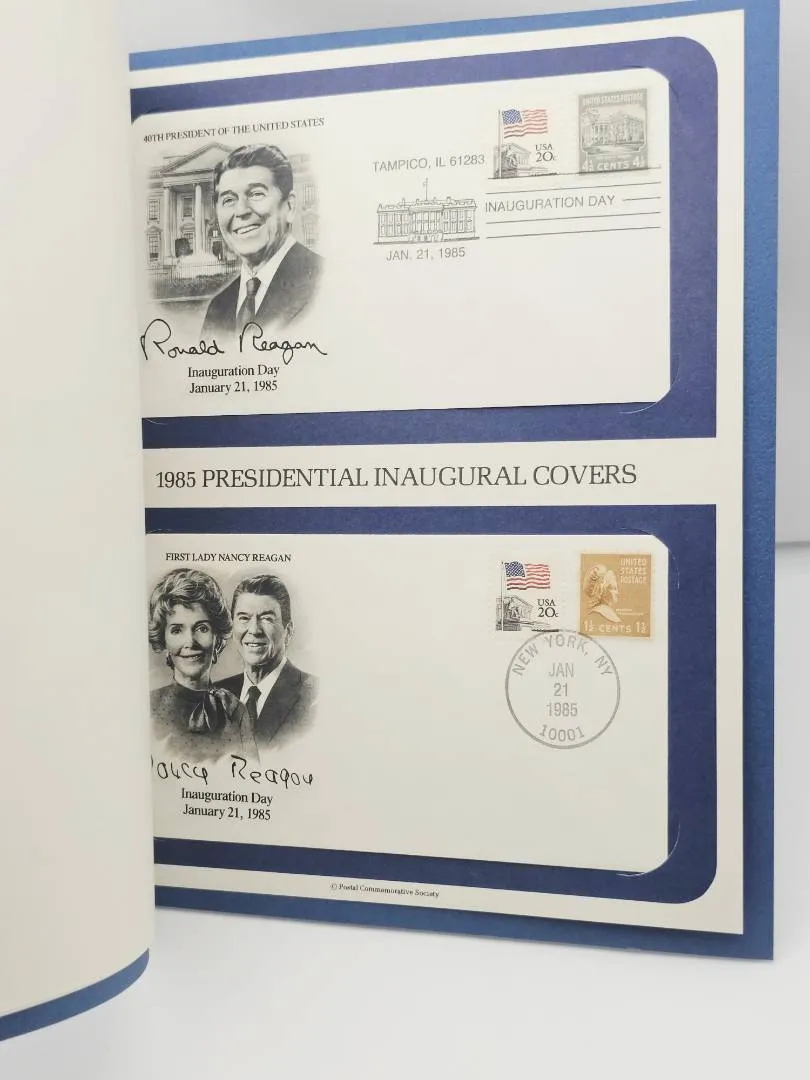 40TH PRESIDENT OF THE UNITED STATES
USA
20c
UNITED STATES POSTAGE
4½ CENTS 4½
TAMPICO, IL 61283
INAUGURATION DAY
JAN. 21, 1985
Ronald Reagan
Inauguration Day
January 21, 1985
1985 PRESIDENTIAL INAUGURAL COVERS
FIRST LADY NANCY REAGAN
USA
20c
UNITED
STATES
POSTAGE
1½ CENTS 1½
NEW YORK, NY
JAN
21
1985
10001
Nancy Reagan
Inauguration Day
January 21, 1985
© Postal Commemorative Society